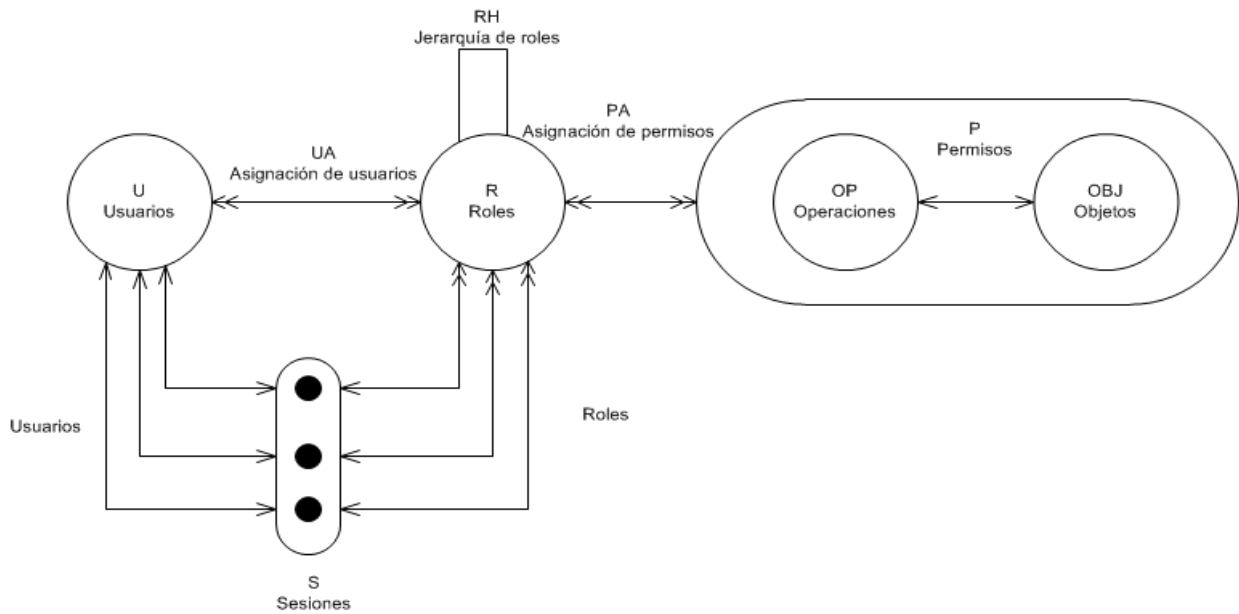 RH
Jerarquía de roles
PA
Asignación de permisos
P
Permisos
UA
Asignación de usuarios
U
Usuarios
R
Roles
OP
Operaciones
OBJ
Objetos
Usuarios
Roles
S
Sesiones